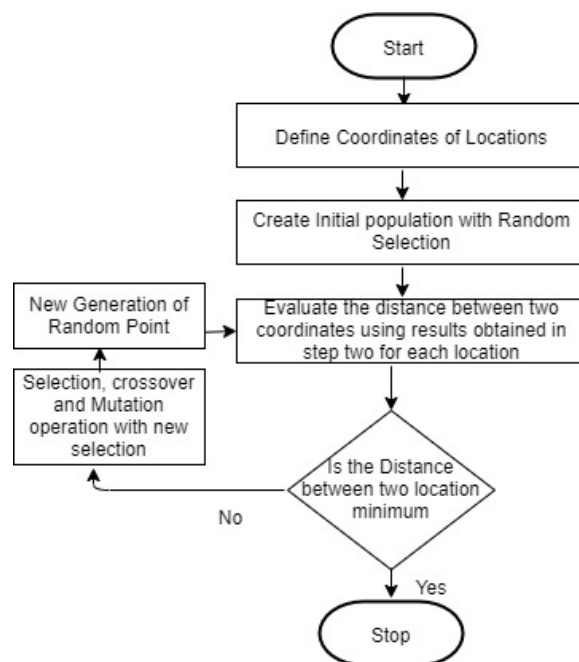 Start
Define Coordinates of Locations
Create Initial population with Random
Selection
New Generation of
Random Point
Evaluate the distance between two
coordinates using results obtained in
step two for each location
Selection, crossover
and Mutation
operation with new
selection
Is the Distance
between two location
minimum
No
Yes
Stop